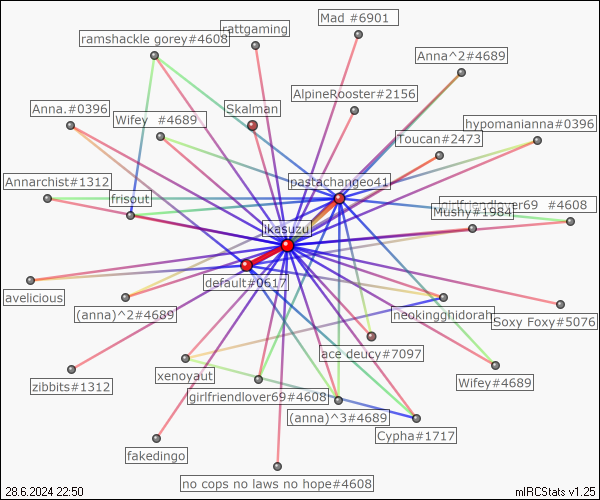 Mad #6901
rattgaming
ramshackle gorey#4608
Anna^2#4689
AlpineRooster#2156
Anna.#0396
Skalman
Wifey #4689
hypomanianna#0396
Toucan#2473
Annarchist#1312
pastachangeo41
frisout
girlfriendlover69 #4608
Mushy#1984
ikasuzu
default#0617
avelicious
(anna)^2#4689
neokingghidorah
Soxy Foxy#5076
ace deucy#7097
zibbits#1312
xenoyaut
Wifey#4689
girlfriendlover69#4608
(anna)^3#4689
Cypha#1717
fakedingo
no cops no laws no hope#4608
28.6.2024 22:50
mIRCStats v1.25